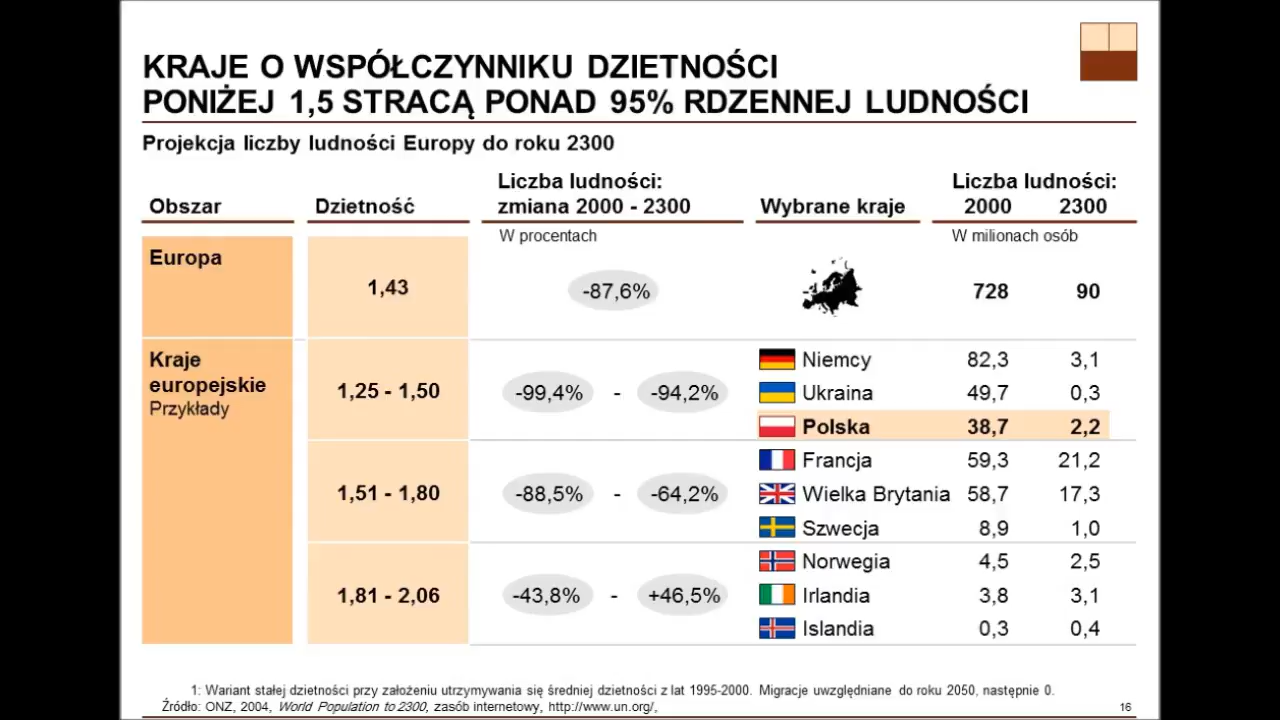 KRAJE O WSPÓŁCZYNNIKU DZIETNOŚCI
PONIŻEJ 1,5 STRACĄ PONAD 95% RDZENNEJ LUDNOŚCI
Projekcja liczby ludności Europy do roku 2300
Obszar
Dzietność
Liczba ludności:
zmiana 2000 - 2300
Wybrane kraje
Liczba ludności:
2000 2300
W procentach
W milionach osób
Europa
1,43
-87,6%
728 90
Kraje
europejskie
Przykłady
1,25 - 1,50
-99,4% - -94,2%
Niemcy 82,3 3,1
Ukraina 49,7 0,3
Polska 38,7 2,2
1,51 - 1,80
-88,5% - -64,2%
Francja 59,3 21,2
Wielka Brytania 58,7 17,3
Szwecja 8,9 1,0
1,81 - 2,06
-43,8% - +46,5%
Norwegia 4,5 2,5
Irlandia 3,8 3,1
Islandia 0,3 0,4
1: Wariant stałej dzietności przy założeniu utrzymywania się średniej dzietności z lat 1995-2000. Migracje uwzględniane do roku 2050, następnie 0.
Źródło: ONZ, 2004, World Population to 2300, zasób internetowy, http://www.un.org/,
16